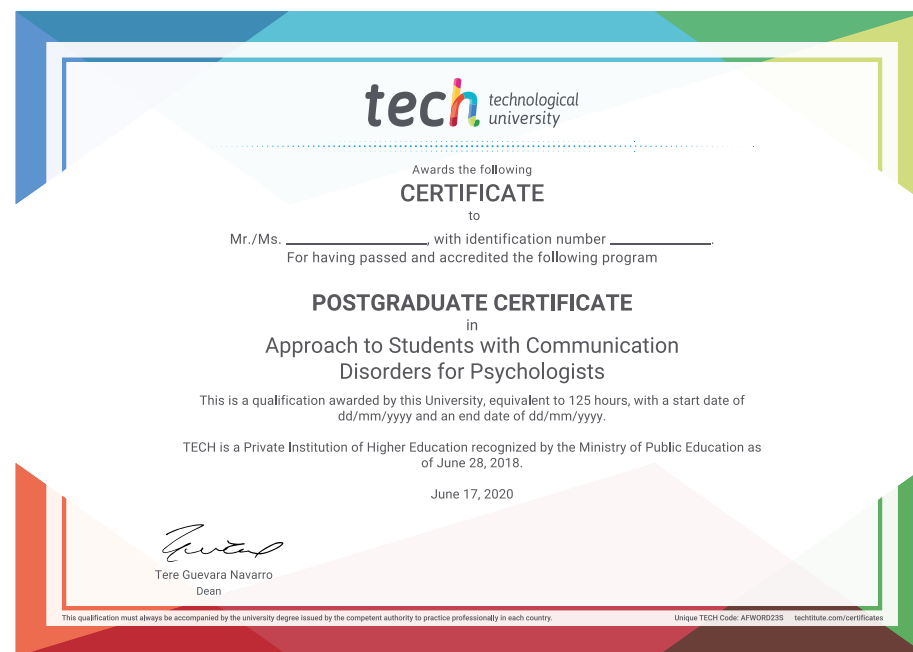 tech technological
university
Awards the following
CERTIFICATE
to
Mr./Ms. ____________________, with identification number ______________.
For having passed and accredited the following program
POSTGRADUATE CERTIFICATE
in
Approach to Students with Communication
Disorders for Psychologists
This is a qualification awarded by this University, equivalent to 125 hours, with a start date of
dd/mm/yyyy and an end date of dd/mm/yyyy.
TECH is a Private Institution of Higher Education recognized by the Ministry of Public Education as
of June 28, 2018.
June 17, 2020
Tere Guevara Navarro
Dean
This qualification must always be accompanied by the university degree issued by the competent authority to practice professionally in each country. Unique TECH Code: AFWORD23S techtitute.com/certificates